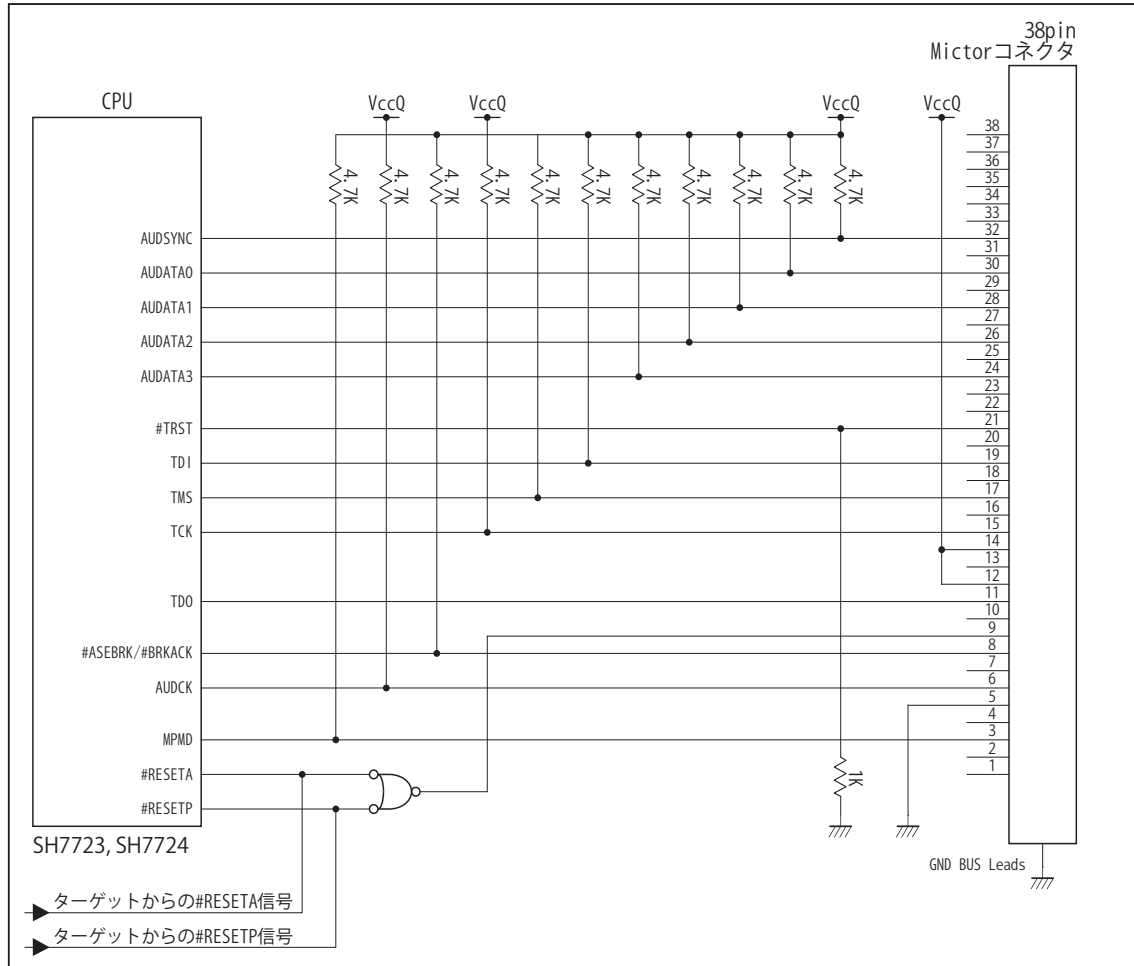 38pin
Mictorコネクタ
CPU
VccQ
VccQ
VccQ
VccQ
4.7K
4.7K
4.7K
4.7K
4.7K
4.7K
4.7K
4.7K
4.7K
4.7K
4.7K
38
37
36
35
34
33
32
31
30
29
28
27
26
25
24
23
22
21
20
19
18
17
16
15
14
13
12
11
10
9
8
7
6
5
4
3
2
1
AUDSYNC
AUDATA0
AUDATA1
AUDATA2
AUDATA3
#TRST
TDI
TMS
TCK
TDO
#ASEBRK/#BRKACK
AUDCK
MPMD
#RESETA
#RESETP
1K
SH7723, SH7724
GND BUS Leads
ターゲットからの#RESETA信号
ターゲットからの#RESETP信号